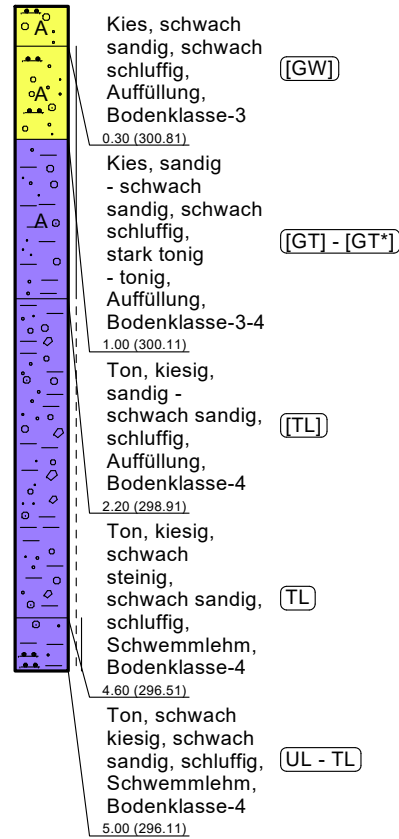 A
A
A
Kies, schwach
sandig, schwach
schluffig,
Auffüllung,
Bodenklasse-3
[GW]
0.30 (300.81)
Kies, sandig
- schwach
sandig, schwach
schluffig,
stark tonig
- tonig,
Auffüllung,
Bodenklasse-3-4
[GT] - [GT*]
1.00 (300.11)
Ton, kiesig,
sandig -
schwach sandig,
schluffig,
Auffüllung,
Bodenklasse-4
[TL]
2.20 (298.91)
Ton, kiesig,
schwach
steinig,
schwach sandig,
schluffig,
Schwemmlehm,
Bodenklasse-4
TL
4.60 (296.51)
Ton, schwach
kiesig, schwach
sandig, schluffig,
Schwemmlehm,
Bodenklasse-4
UL - TL
5.00 (296.11)